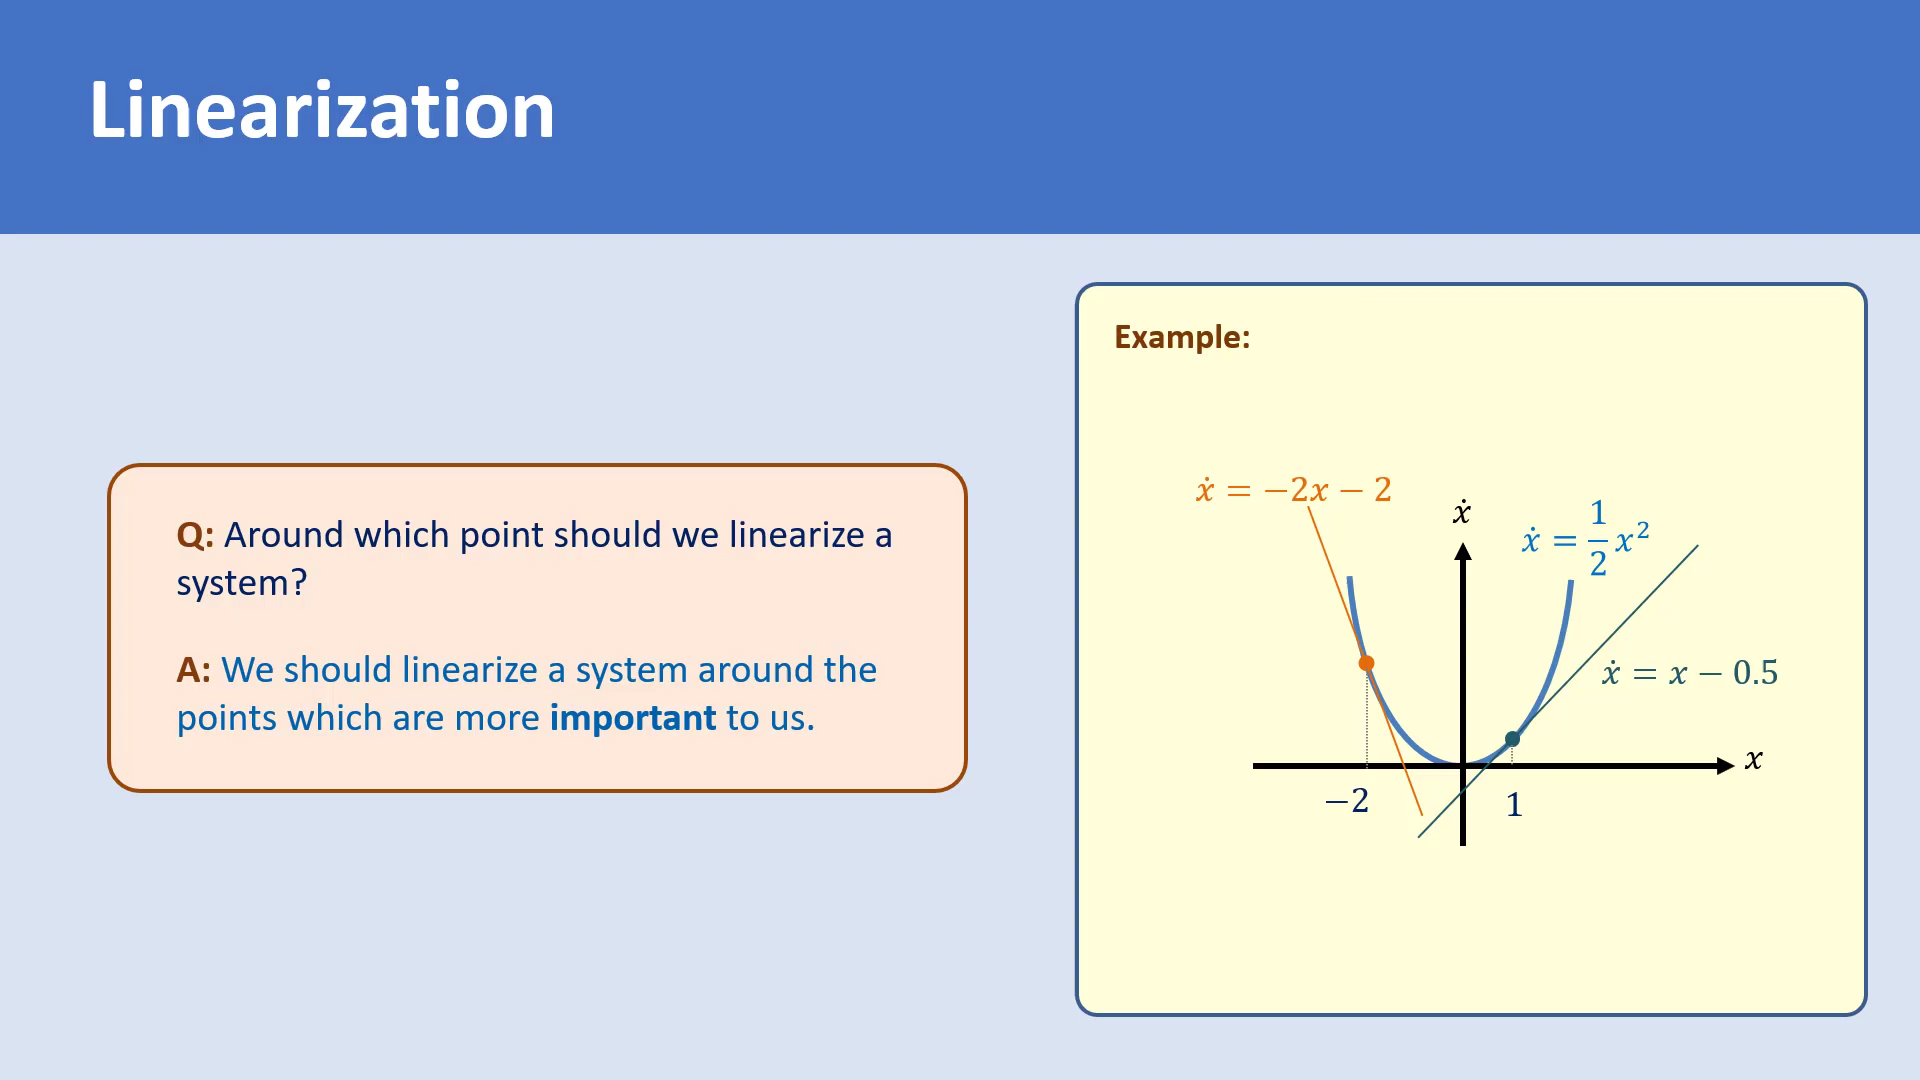 Linearization
Q: Around which point should we linearize a
system?
A: We should linearize a system around the
points which are more important to us.
Example:
ẋ = −2x − 2
ẋ
ẋ = 1/2 x²
ẋ = x − 0.5
x
−2
1